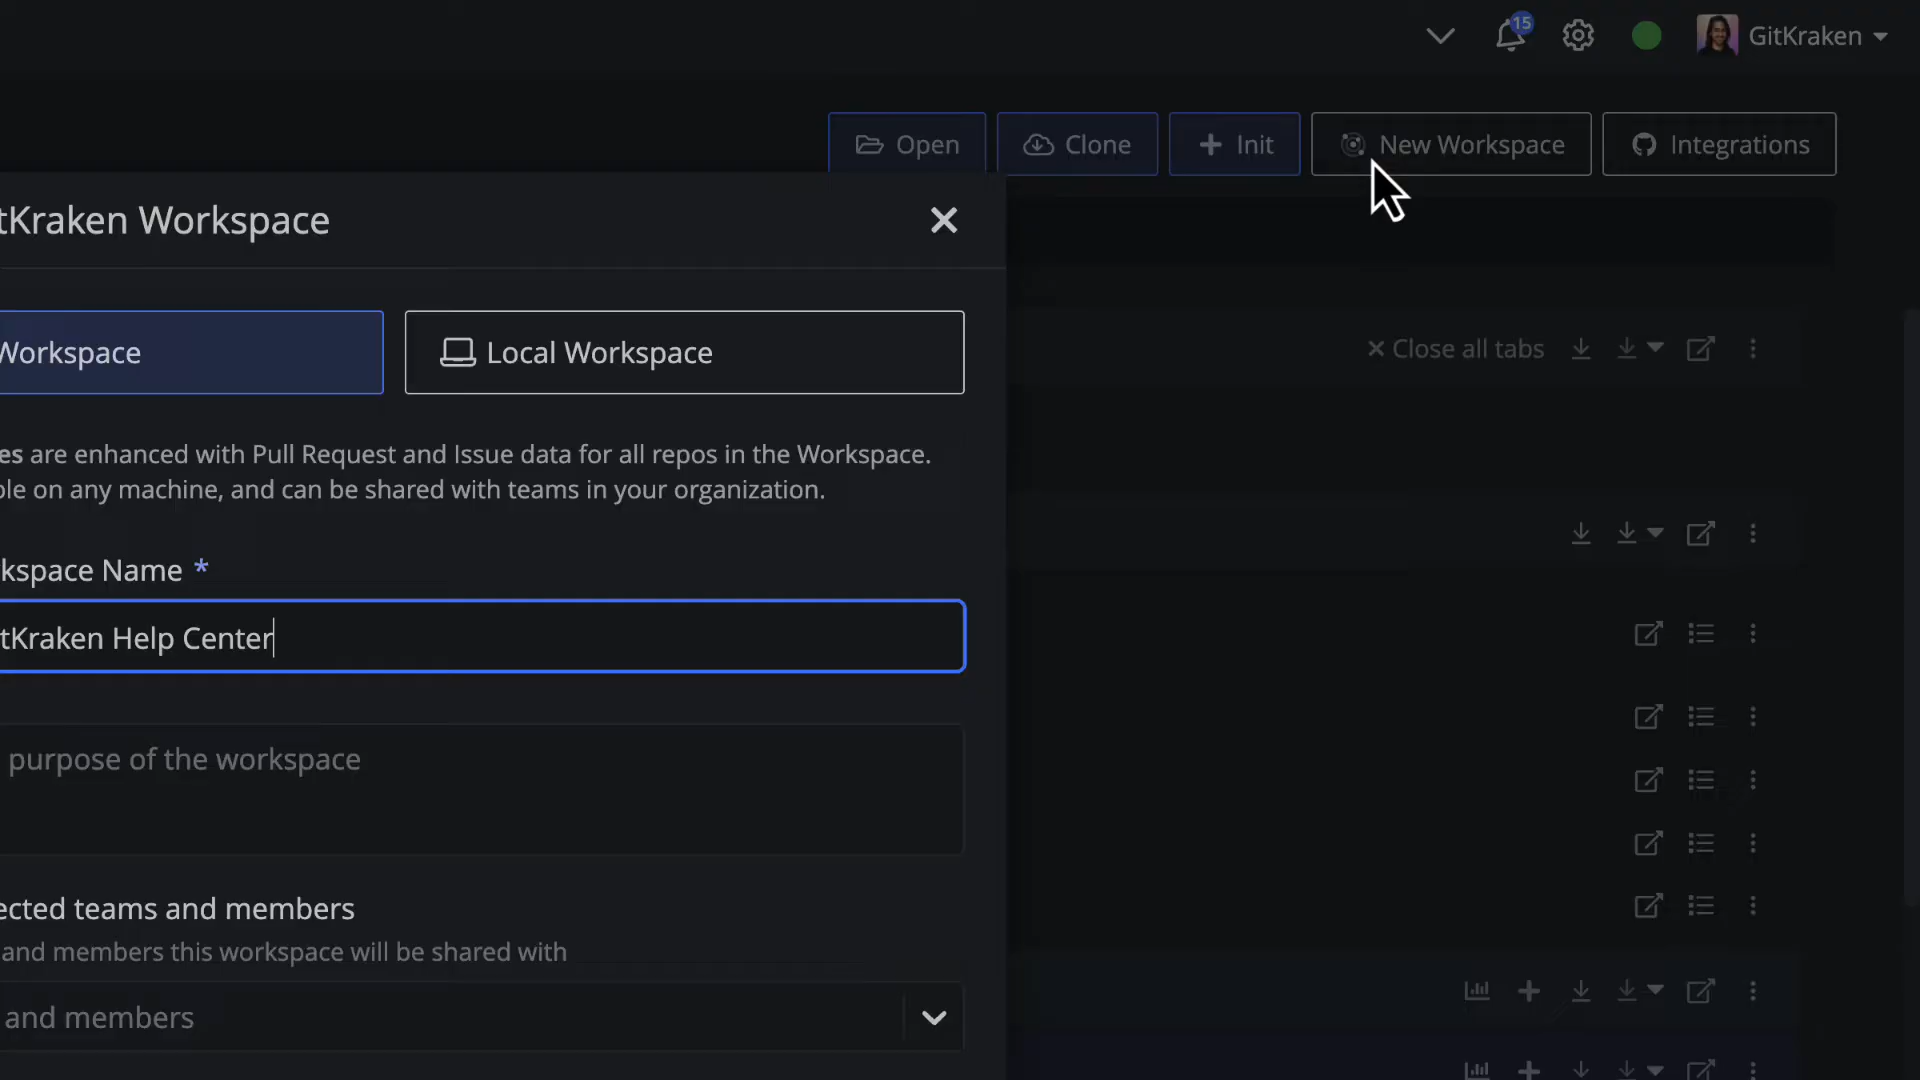 15
GitKraken
Open
Clone
Init
New Workspace
Integrations
tKraken Workspace
Workspace
Local Workspace
Close all tabs
es are enhanced with Pull Request and Issue data for all repos in the Workspace.
ble on any machine, and can be shared with teams in your organization.
kspace Name *
tKraken Help Center
purpose of the workspace
ected teams and members
and members this workspace will be shared with
and members